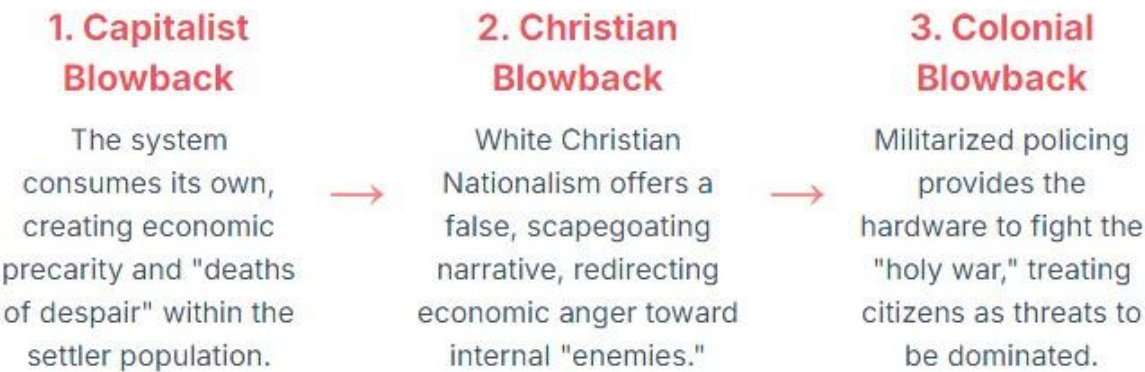 1. Capitalist
Blowback
The system
consumes its own,
creating economic
precarity and "deaths
of despair" within the
settler population.
→
2. Christian
Blowback
White Christian
Nationalism offers a
false, scapegoating
narrative, redirecting
economic anger toward
internal "enemies."
→
3. Colonial
Blowback
Militarized policing
provides the
hardware to fight the
"holy war," treating
citizens as threats to
be dominated.